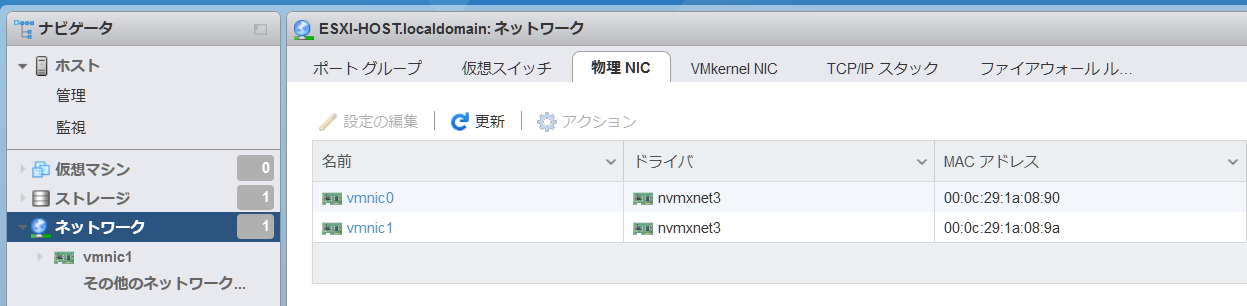 ナビゲータ
ホスト
管理
監視
仮想マシン 0
ストレージ 1
ネットワーク 1
vmnic1
その他のネットワーク...
ESXI-HOST.localdomain: ネットワーク
ポート グループ 仮想スイッチ 物理 NIC VMkernel NIC TCP/IP スタック ファイアウォール ル...
設定の編集 更新 アクション
名前 ドライバ MAC アドレス
vmnic0 nvmxnet3 00:0c:29:1a:08:90
vmnic1 nvmxnet3 00:0c:29:1a:08:9a